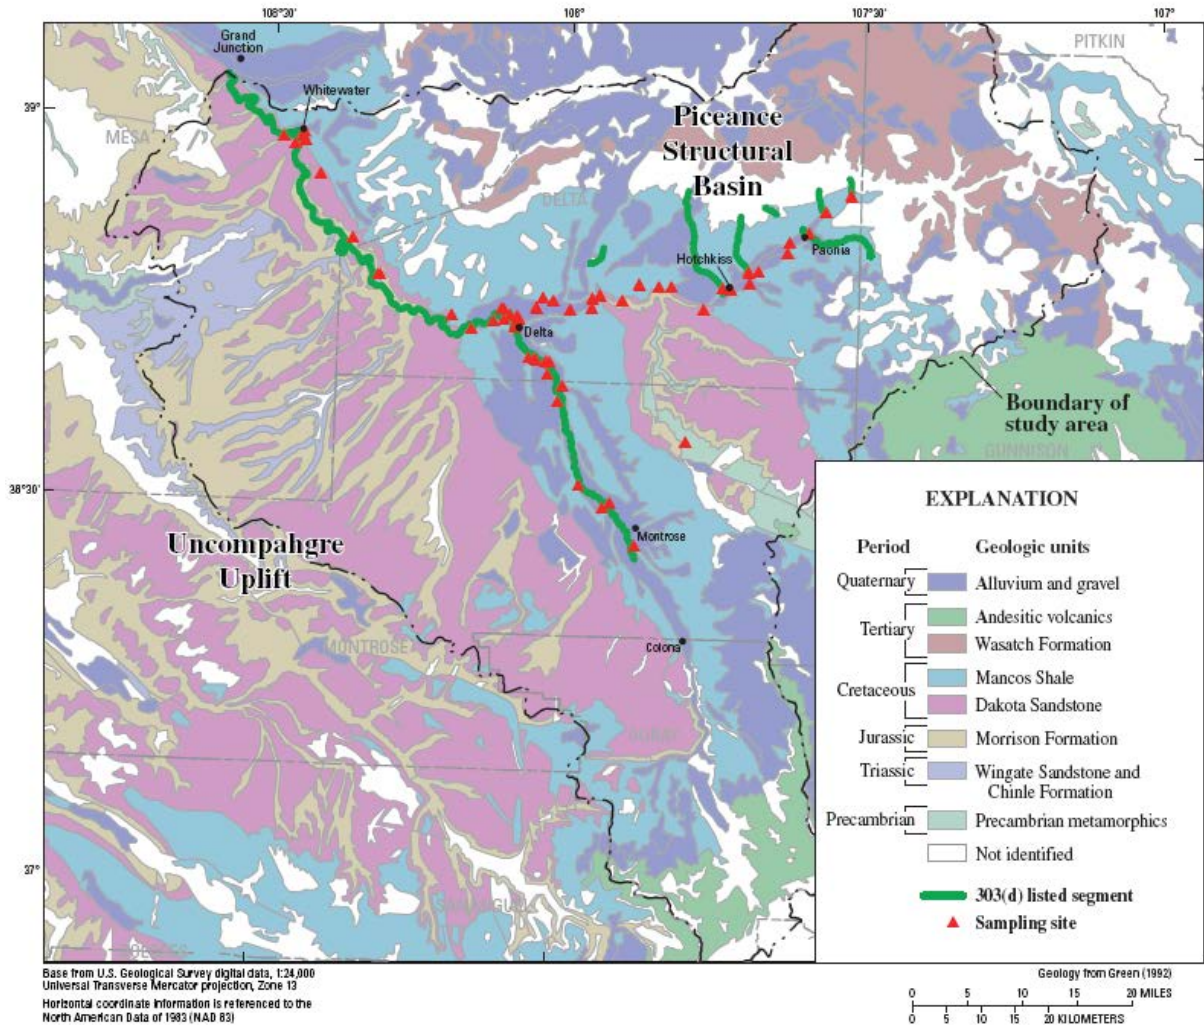 108°30'
108°
107°30'
107°
Grand
Junction
PITKIN
Whitewater
39°
MESA
Piceance
Structural
Basin
DELTA
Hotchkiss
Paonia
Delta
Boundary of
study area
GUNNISON
38°30'
Uncompahgre
Uplift
Montrose
MONTROSE
Colona
OURAY
37°
EXPLANATION
Period Geologic units
Quaternary Alluvium and gravel
Tertiary Andesitic volcanics
Wasatch Formation
Cretaceous Mancos Shale
Dakota Sandstone
Jurassic Morrison Formation
Triassic Wingate Sandstone and
Chinle Formation
Precambrian Precambrian metamorphics
Not identified
303(d) listed segment
Sampling site
Base from U.S. Geological Survey digital data, 1:24,000
Universal Transverse Mercator projection, Zone 13
Horizontal coordinate information is referenced to the
North American Data of 1983 (NAD 83)
Geology from Green (1992)
0 5 10 15 20 MILES
0 5 10 15 20 KILOMETERS